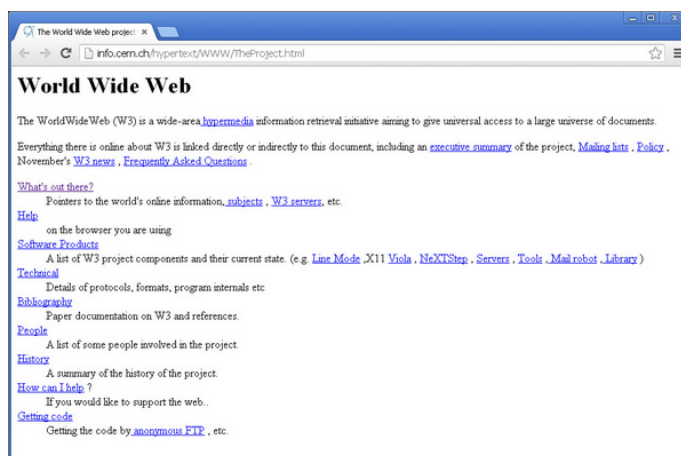 The World Wide Web project
info.cern.ch/hypertext/WWW/TheProject.html
World Wide Web
The WorldWideWeb (W3) is a wide-area hypermedia information retrieval initiative aiming to give universal access to a large universe of documents.
Everything there is online about W3 is linked directly or indirectly to this document, including an executive summary of the project, Mailing lists , Policy ,
November's W3 news , Frequently Asked Questions .
What's out there?
Pointers to the world's online information, subjects , W3 servers, etc.
Help
on the browser you are using
Software Products
A list of W3 project components and their current state. (e.g. Line Mode ,X11 Viola , NeXTStep , Servers , Tools , Mail robot , Library )
Technical
Details of protocols, formats, program internals etc
Bibliography
Paper documentation on W3 and references.
People
A list of some people involved in the project.
History
A summary of the history of the project.
How can I help ?
If you would like to support the web..
Getting code
Getting the code by anonymous FTP , etc.